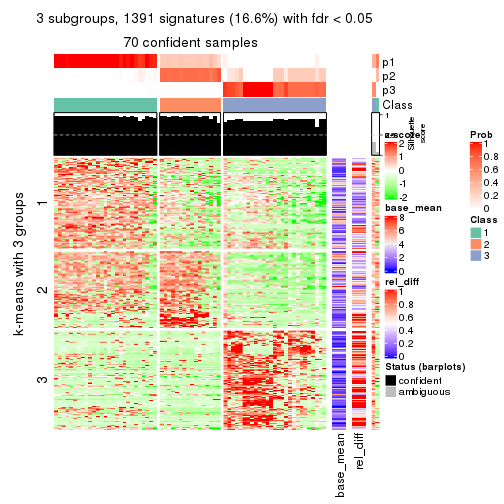 3 subgroups, 1391 signatures (16.6%) with fdr < 0.05
70 confident samples
p1
p2
p3
Class
1
Silhouette
score
z-score
2
1
0
-1
-2
Prob
1
0.8
0.6
0.4
0.2
0
base_mean
8
6
4
2
0
Class
1
2
3
rel_diff
1
0.8
0.6
0.4
0.2
0
Status (barplots)
confident
ambiguous
k-means with 3 groups
1
2
3
base_mean
rel_diff